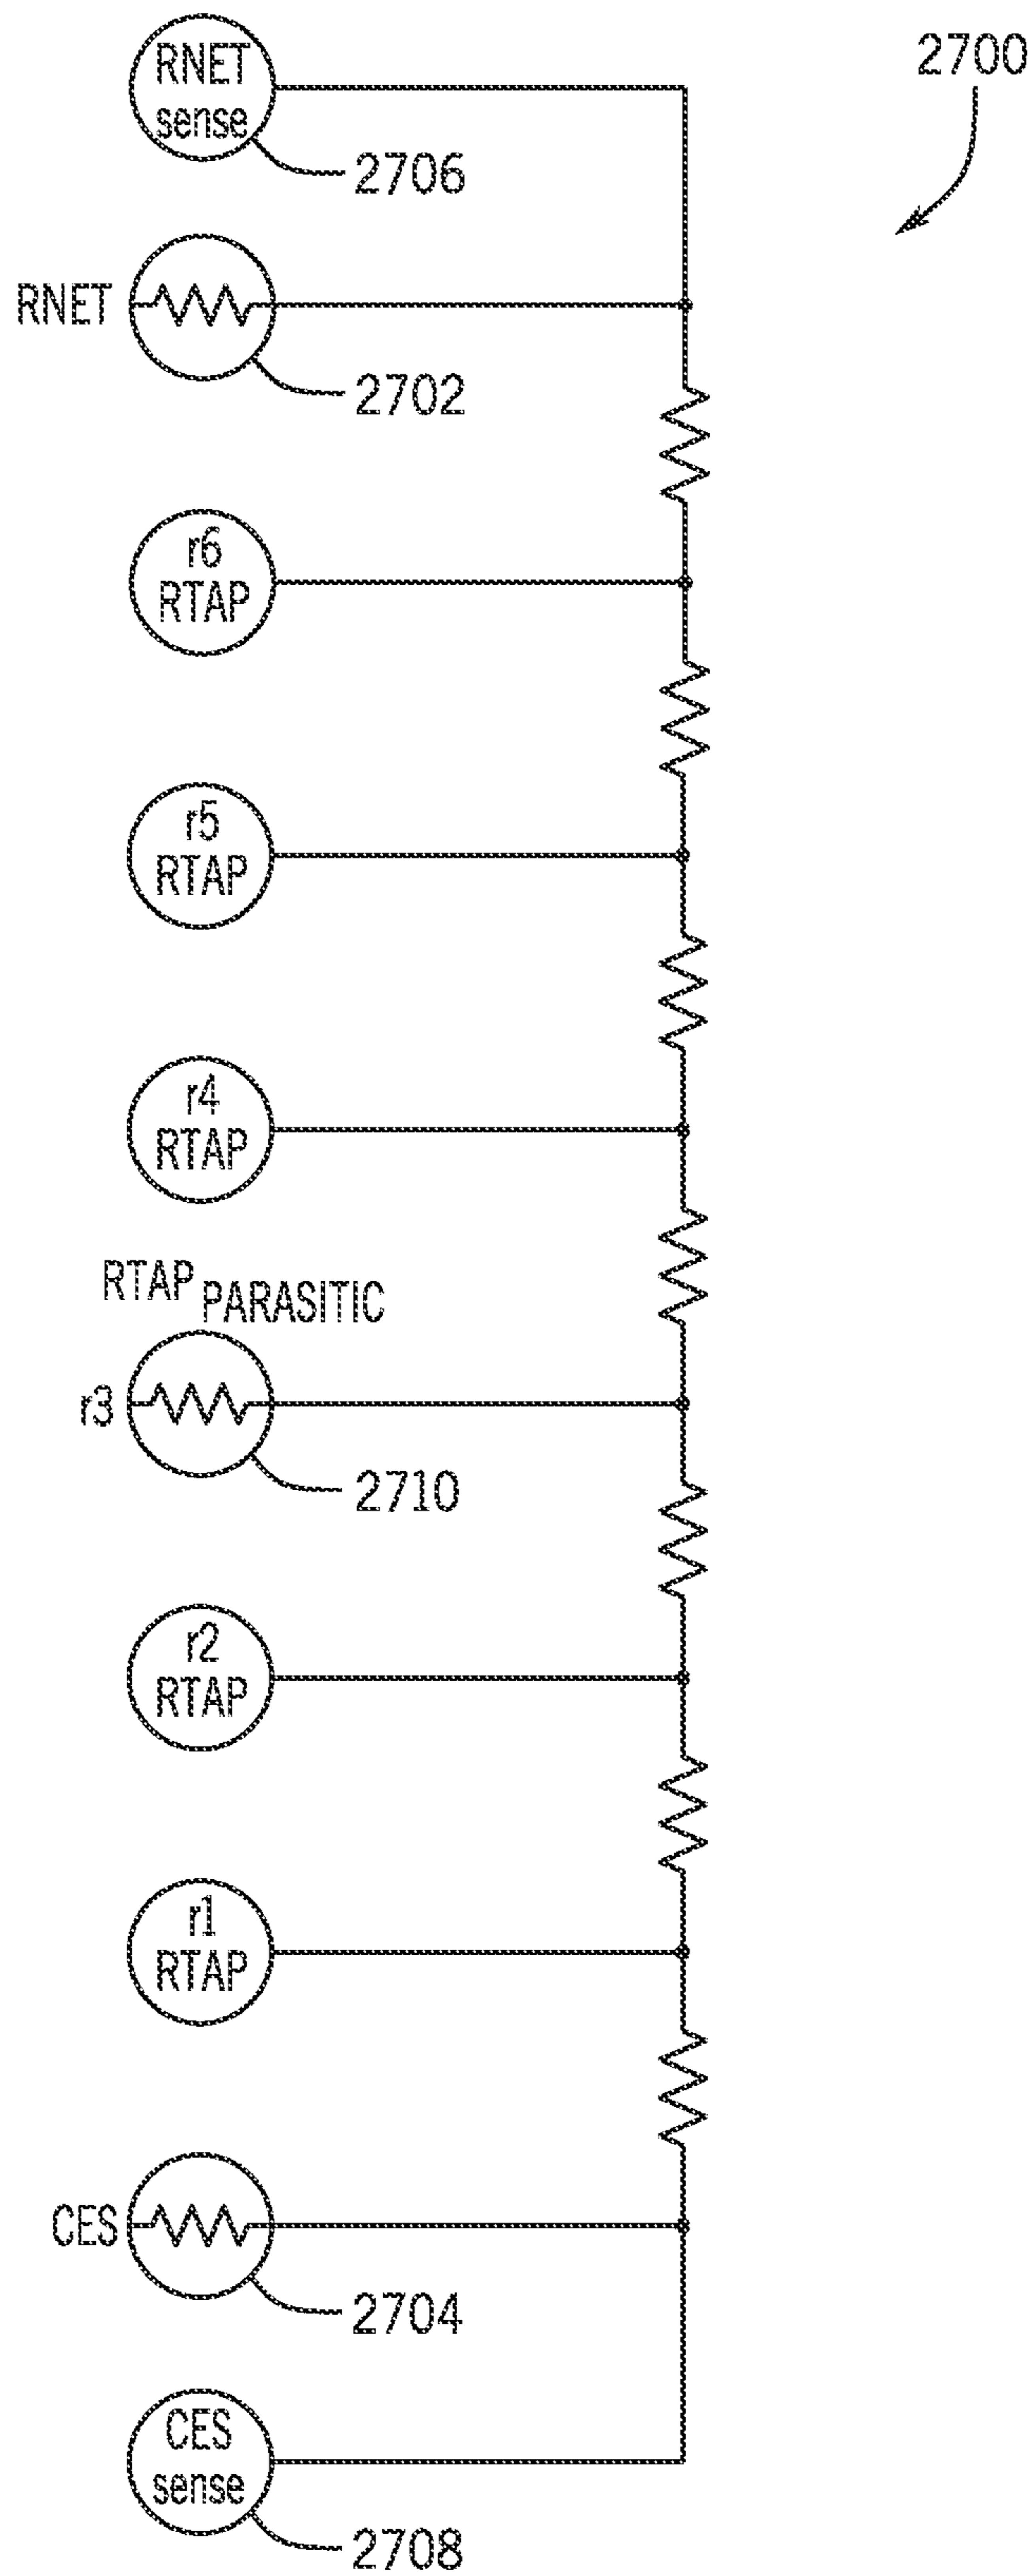 2700
RNET
sense
2706
RNET
2702
r6
RTAP
r5
RTAP
r4
RTAP
RTAP PARASITIC
r3
2710
r2
RTAP
r1
RTAP
CES
2704
CES
sense
2708